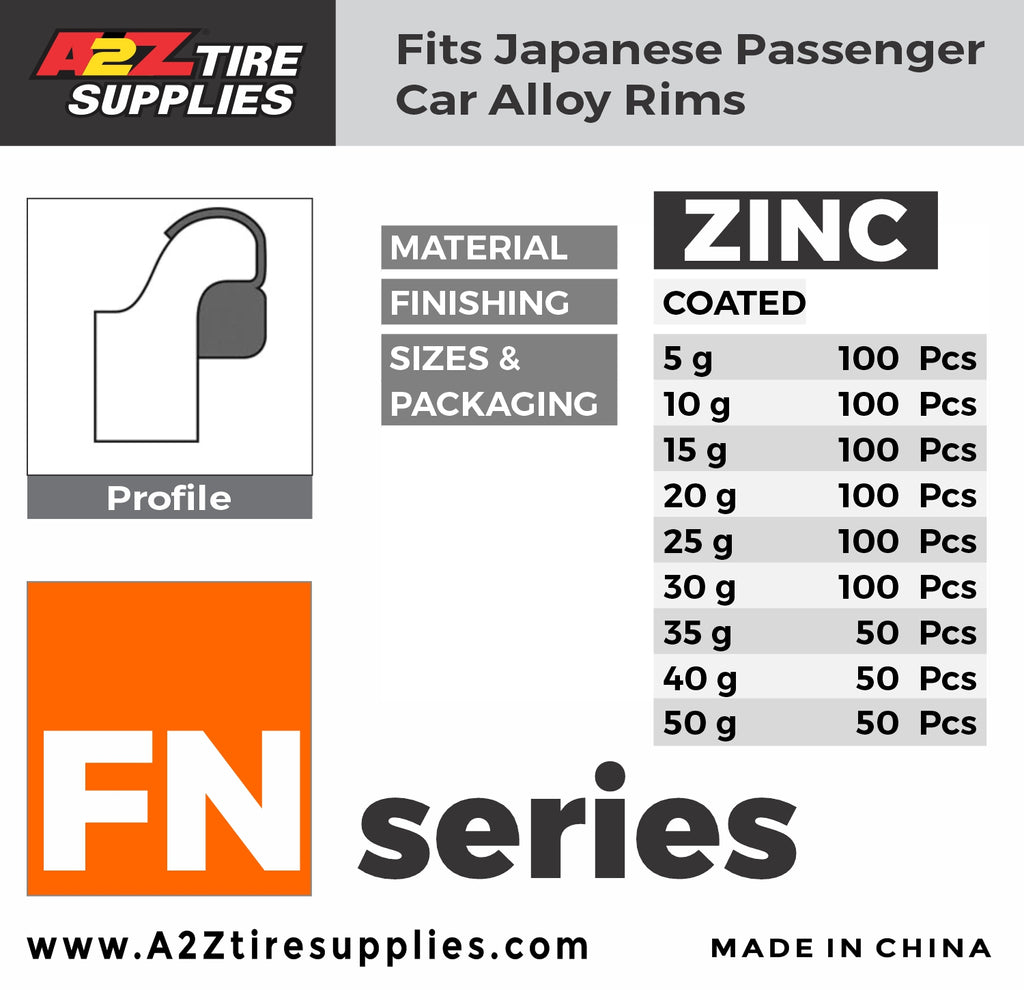 A2Z TIRE
SUPPLIES
Fits Japanese Passenger
Car Alloy Rims
Profile
MATERIAL
ZINC
FINISHING
COATED
SIZES &
PACKAGING
5 g 100 Pcs
10 g 100 Pcs
15 g 100 Pcs
20 g 100 Pcs
25 g 100 Pcs
30 g 100 Pcs
35 g 50 Pcs
40 g 50 Pcs
50 g 50 Pcs
FN series
www.A2Ztiresupplies.com
MADE IN CHINA